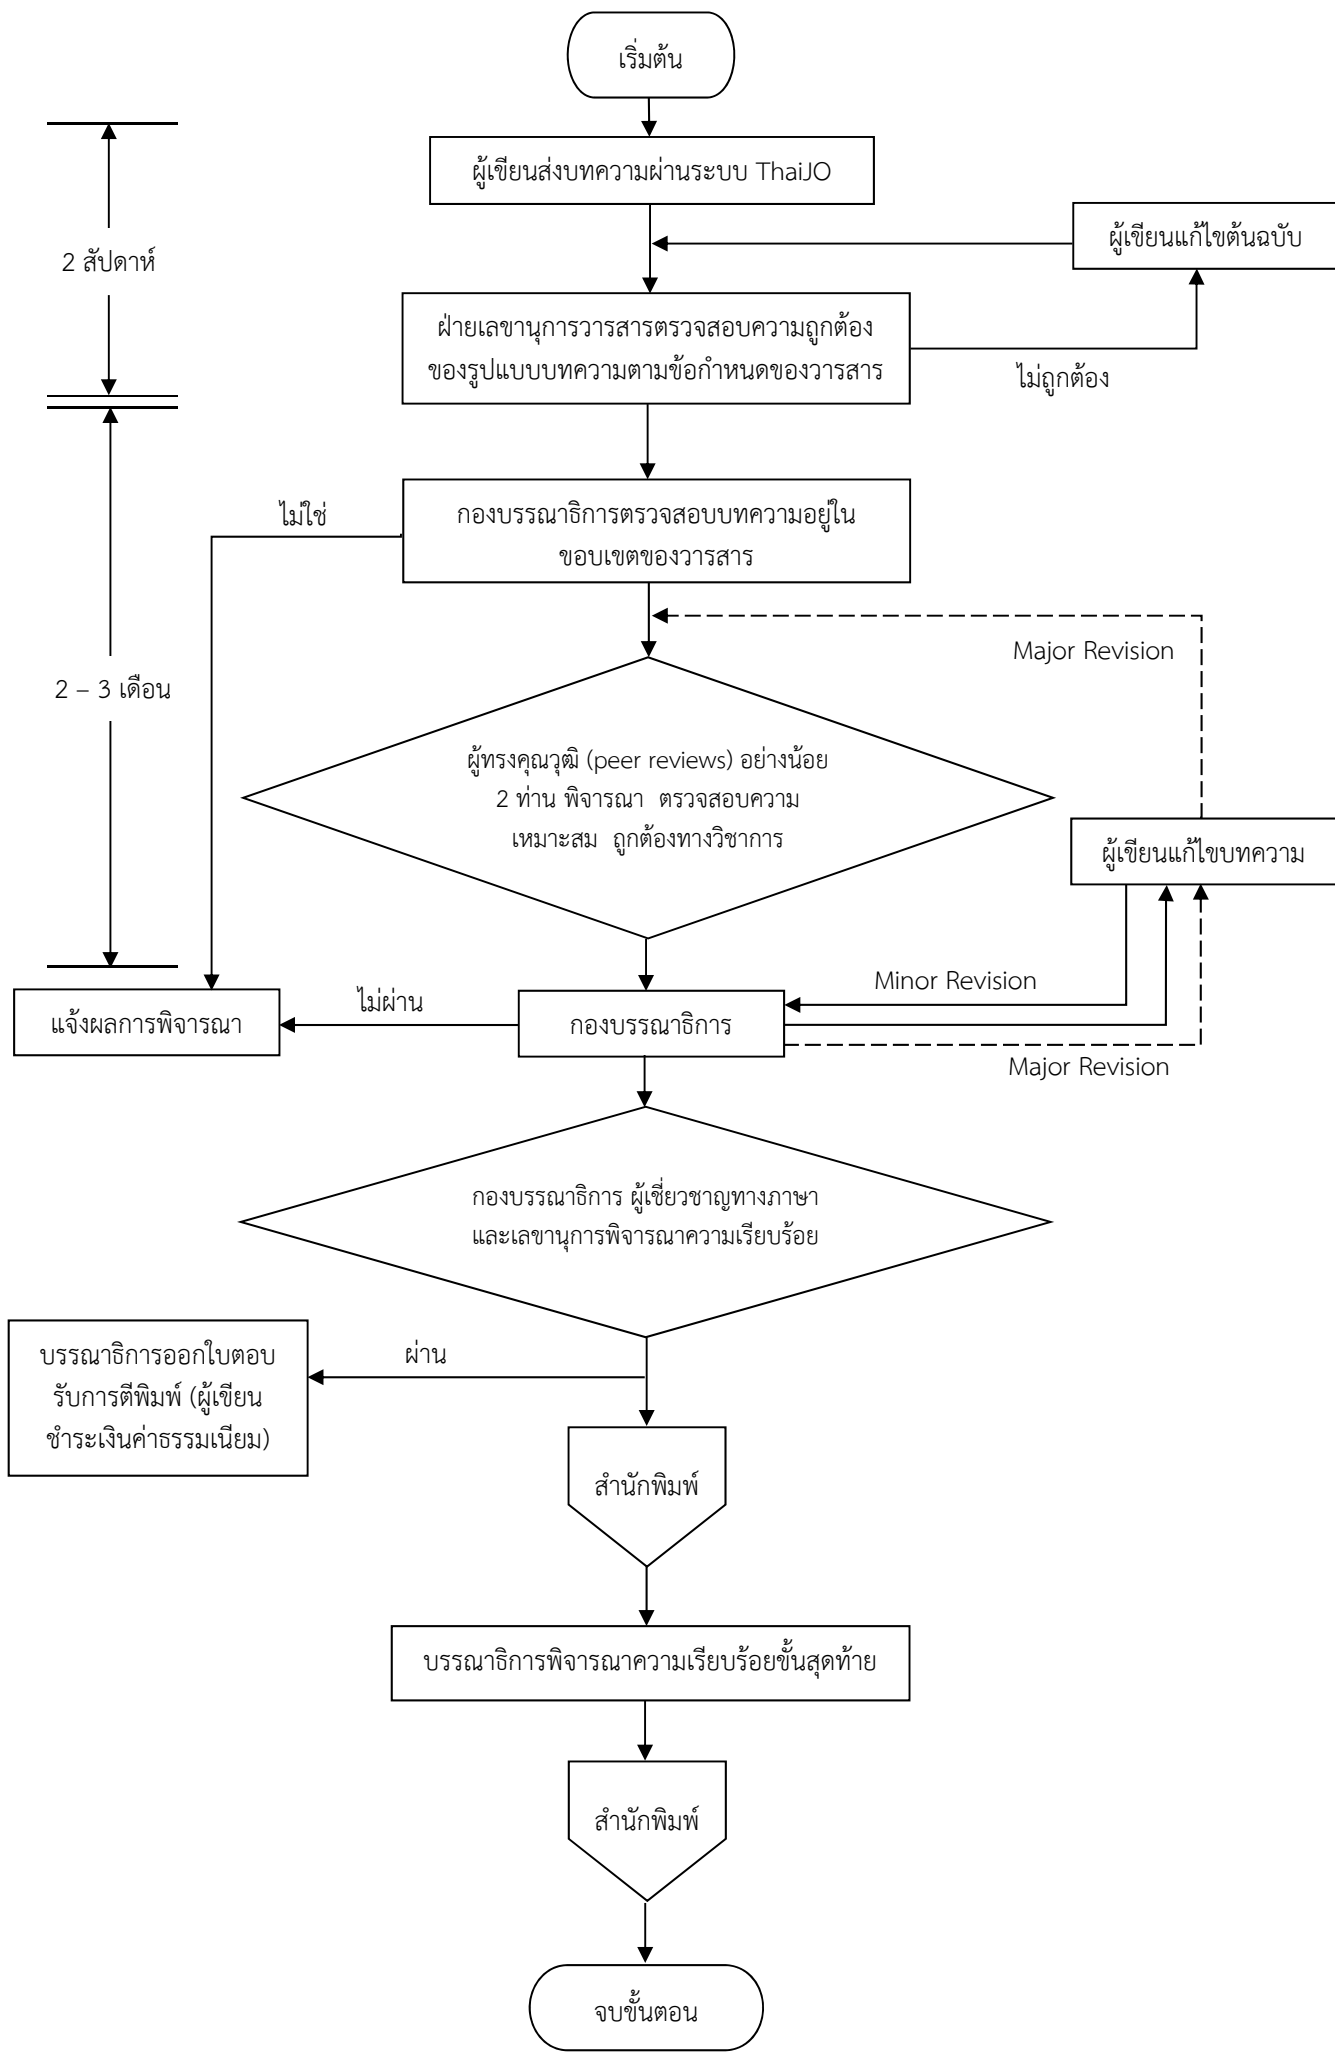 เริ่มต้น
ผู้เขียนส่งบทความผ่านระบบ ThaiJO
ผู้เขียนแก้ไขต้นฉบับ
2 สัปดาห์
ฝ่ายเลขานุการวารสารตรวจสอบความถูกต้อง
ของรูปแบบบทความตามข้อกำหนดของวารสาร
ไม่ถูกต้อง
ไม่ใช่
กองบรรณาธิการตรวจสอบบทความอยู่ใน
ขอบเขตของวารสาร
Major Revision
2 – 3 เดือน
ผู้ทรงคุณวุฒิ (peer reviews) อย่างน้อย
2 ท่าน พิจารณา ตรวจสอบความ
เหมาะสม ถูกต้องทางวิชาการ
ผู้เขียนแก้ไขบทความ
Minor Revision
ไม่ผ่าน
แจ้งผลการพิจารณา
กองบรรณาธิการ
Major Revision
กองบรรณาธิการ ผู้เชี่ยวชาญทางภาษา
และเลขานุการพิจารณาความเรียบร้อย
ผ่าน
บรรณาธิการออกใบตอบ
รับการตีพิมพ์ (ผู้เขียน
ชำระเงินค่าธรรมเนียม)
สำนักพิมพ์
บรรณาธิการพิจารณาความเรียบร้อยขั้นสุดท้าย
สำนักพิมพ์
จบขั้นตอน